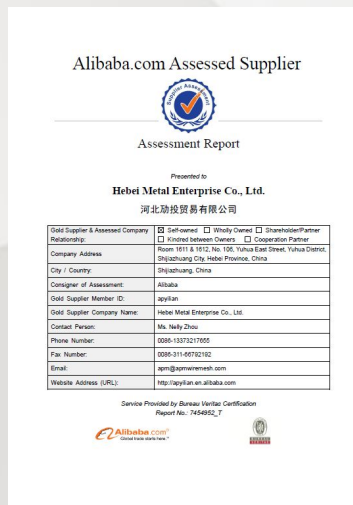 Alibaba.com Assessed Supplier
Supplier Assessment
Assessment Report
Presented to
Hebei Metal Enterprise Co., Ltd.
河北劢投贸易有限公司
Gold Supplier & Assessed Company Relationship: ☒ Self-owned ☐ Wholly Owned ☐ Shareholder/Partner ☐ Kindred between Owners ☐ Cooperation Partner
Company Address Room 1611 & 1612, No. 106, Yuhua East Street, Yuhua District, Shijiazhuang City, Hebei Province, China
City / Country: Shijiazhuang, China
Consigner of Assessment: Alibaba
Gold Supplier Member ID: apyilian
Gold Supplier Company Name: Hebei Metal Enterprise Co., Ltd.
Contact Person: Ms. Nelly Zhou
Phone Number: 0086-13373217655
Fax Number: 0086-311-66792192
Email: apm@apmwiremesh.com
Website Address (URL): http://apyilian.en.alibaba.com
Service Provided by Bureau Veritas Certification
Report No.: 7454952_T
Alibaba.com®
Global trade starts here.™